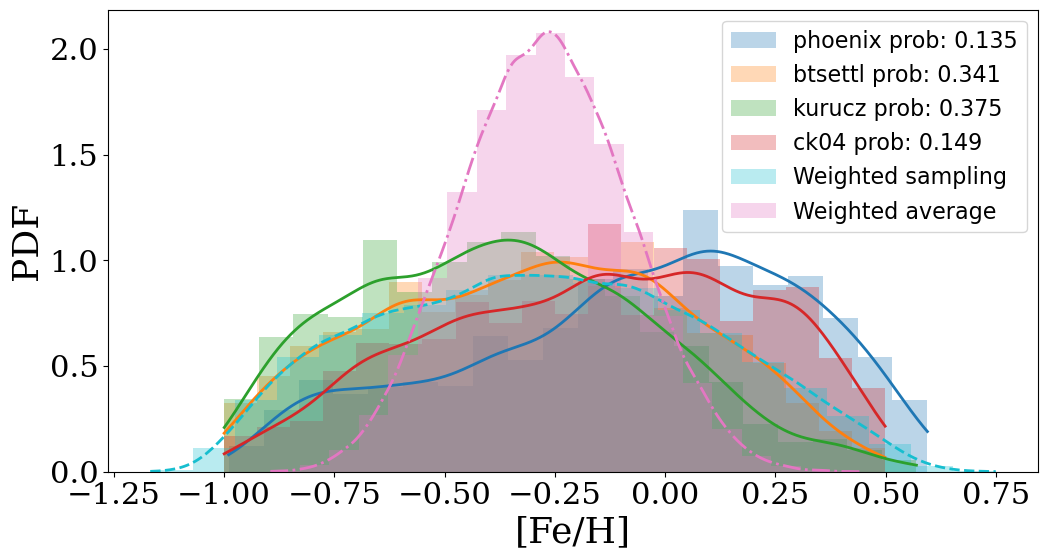 2.0
1.5
1.0
0.5
0.0
PDF
phoenix prob: 0.135
btsettl prob: 0.341
kurucz prob: 0.375
ck04 prob: 0.149
Weighted sampling
Weighted average
−1.25 −1.00 −0.75 −0.50 −0.25 0.00 0.25 0.50 0.75
[Fe/H]